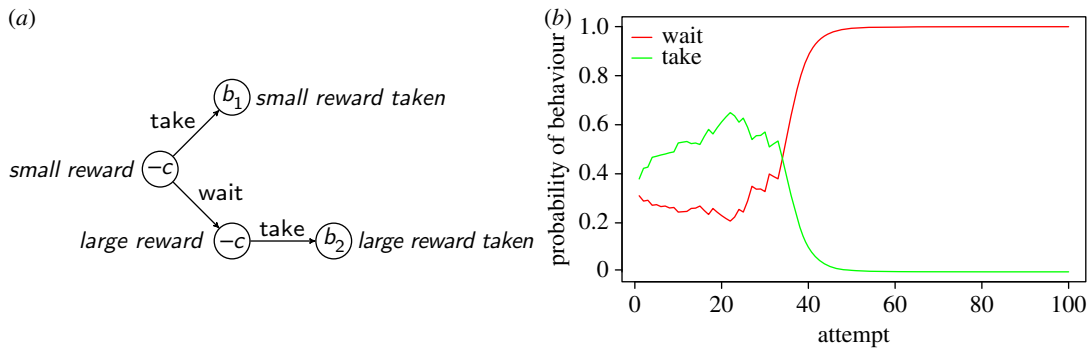 (a)
b1 small reward taken
take
small reward −c
wait
large reward −c take b2 large reward taken
(b)
probability of behaviour
1.0
0.8
0.6
0.4
0.2
0
wait
take
0 20 40 60 80 100
attempt